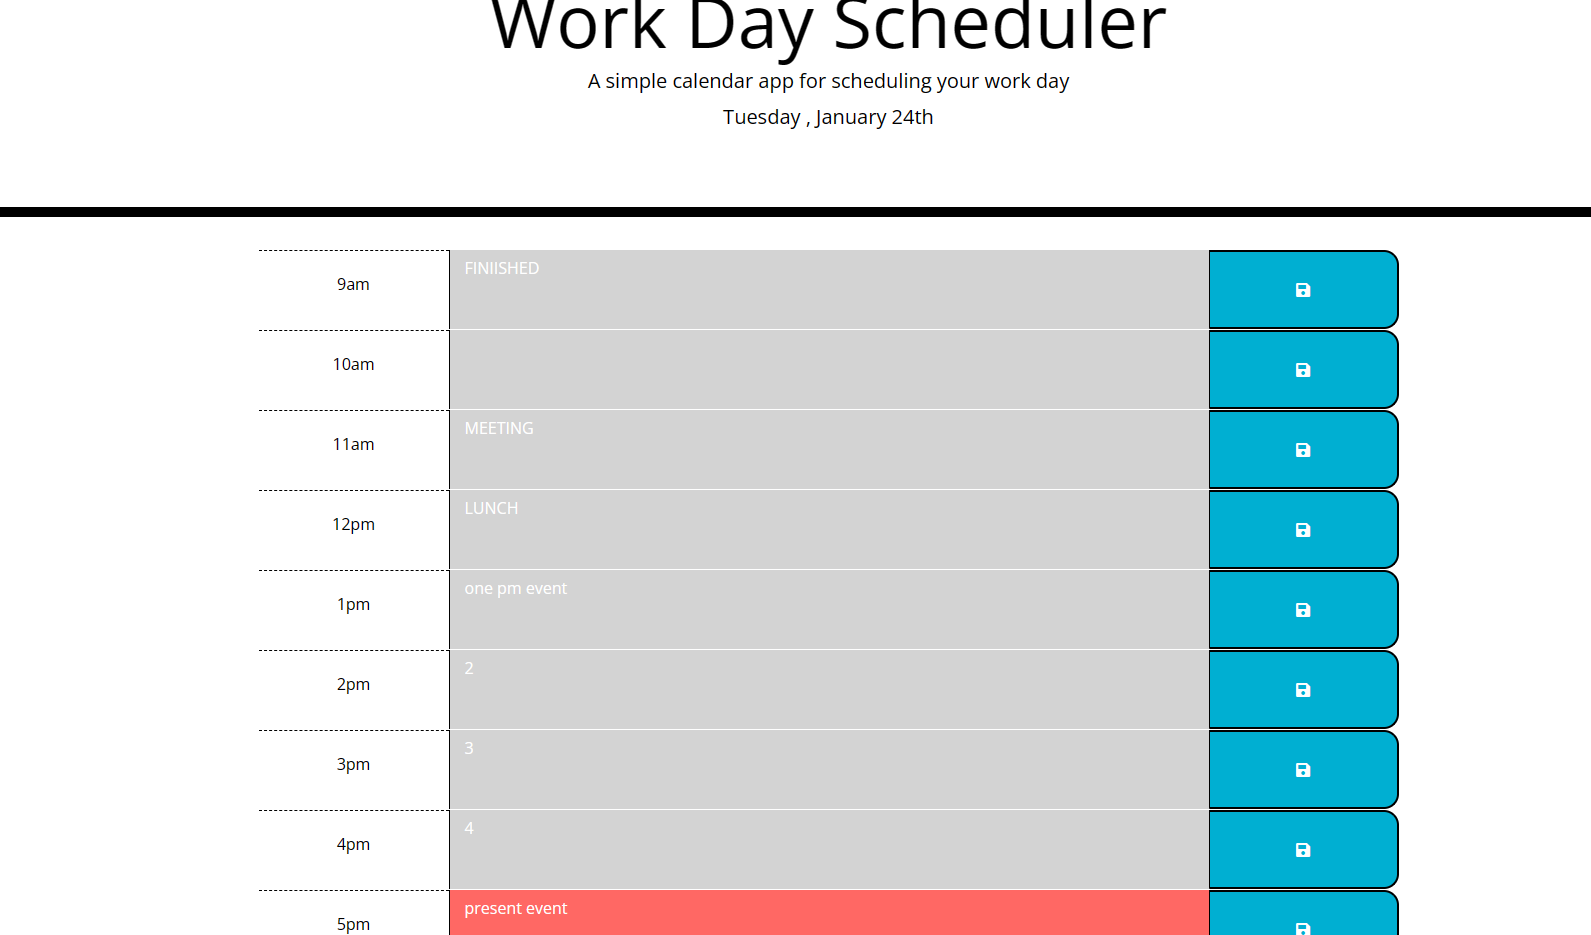 Work Day Scheduler
A simple calendar app for scheduling your work day
Tuesday , January 24th
9am
FINIISHED
10am
11am
MEETING
12pm
LUNCH
1pm
one pm event
2pm
2
3pm
3
4pm
4
5pm
present event